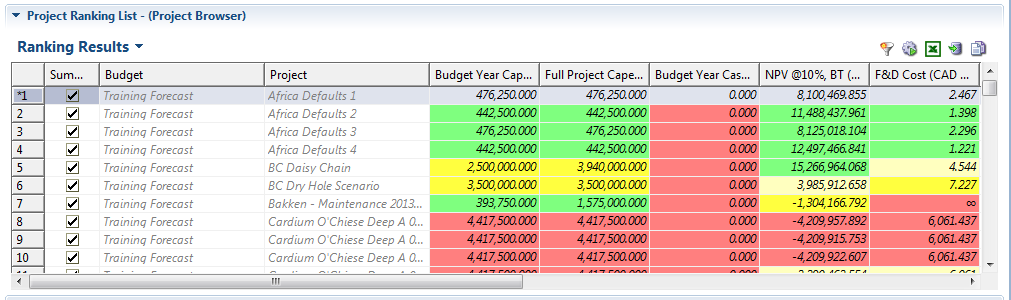 Project Ranking List - (Project Browser)
Ranking Results
Sum... Budget Project Budget Year Cape... Full Project Cape... Budget Year Cas... NPV @10%, BT (... F&D Cost (CAD ...
*1 Training Forecast Africa Defaults 1 476,250.000 476,250.000 0.000 8,100,469.855 2.467
2 Training Forecast Africa Defaults 2 442,500.000 442,500.000 0.000 11,488,437.961 1.398
3 Training Forecast Africa Defaults 3 476,250.000 476,250.000 0.000 8,125,018.104 2.296
4 Training Forecast Africa Defaults 4 442,500.000 442,500.000 0.000 12,497,466.841 1.221
5 Training Forecast BC Daisy Chain 2,500,000.000 3,940,000.000 0.000 15,266,964.068 4.544
6 Training Forecast BC Dry Hole Scenario 3,500,000.000 3,500,000.000 0.000 3,985,912.658 7.227
7 Training Forecast Bakken - Maintenance 2013... 393,750.000 1,575,000.000 0.000 -1,304,166.792 ∞
8 Training Forecast Cardium O'Chiese Deep A 0... 4,417,500.000 4,417,500.000 0.000 -4,209,957.892 6,061.437
9 Training Forecast Cardium O'Chiese Deep A 0... 4,417,500.000 4,417,500.000 0.000 -4,209,915.753 6,061.437
10 Training Forecast Cardium O'Chiese Deep A 0... 4,417,500.000 4,417,500.000 0.000 -4,209,922.607 6,061.437